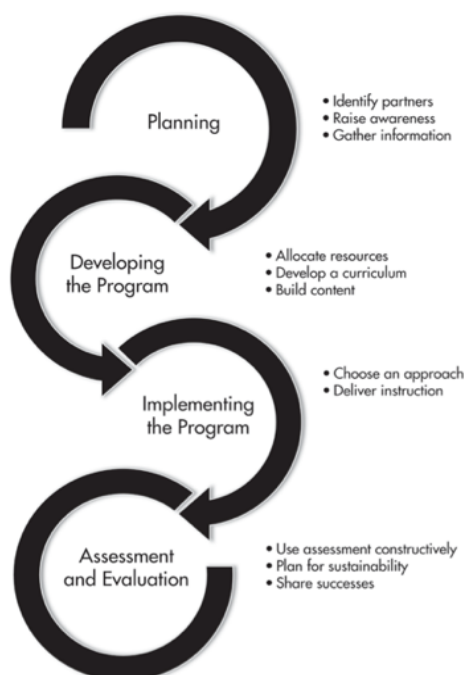 Planning
• Identify partners
• Raise awareness
• Gather information
Developing
the Program
• Allocate resources
• Develop a curriculum
• Build content
Implementing
the Program
• Choose an approach
• Deliver instruction
Assessment
and Evaluation
• Use assessment constructively
• Plan for sustainability
• Share successes